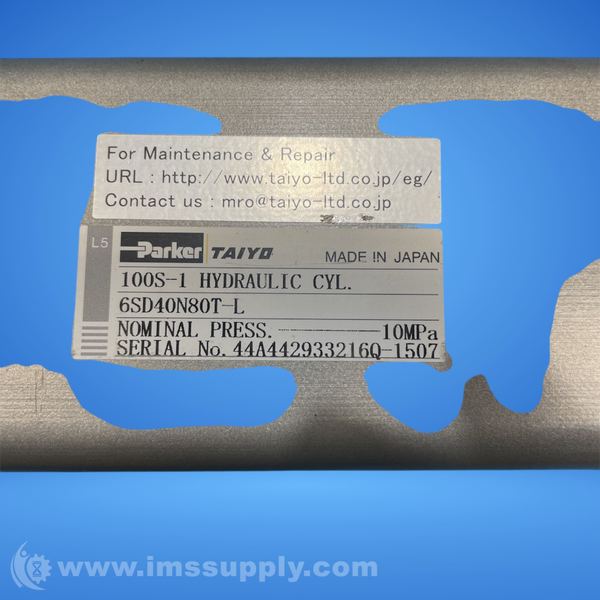 For Maintenance & Repair
URL : http://www.taiyo-ltd.co.jp/eg/
Contact us : mro@taiyo-ltd.co.jp
L5
Parker TAIYO MADE IN JAPAN
100S-1 HYDRAULIC CYL.
6SD40N80T-L
NOMINAL PRESS. 10MPa
SERIAL No. 44A442933216Q-1507
www.imssupply.com